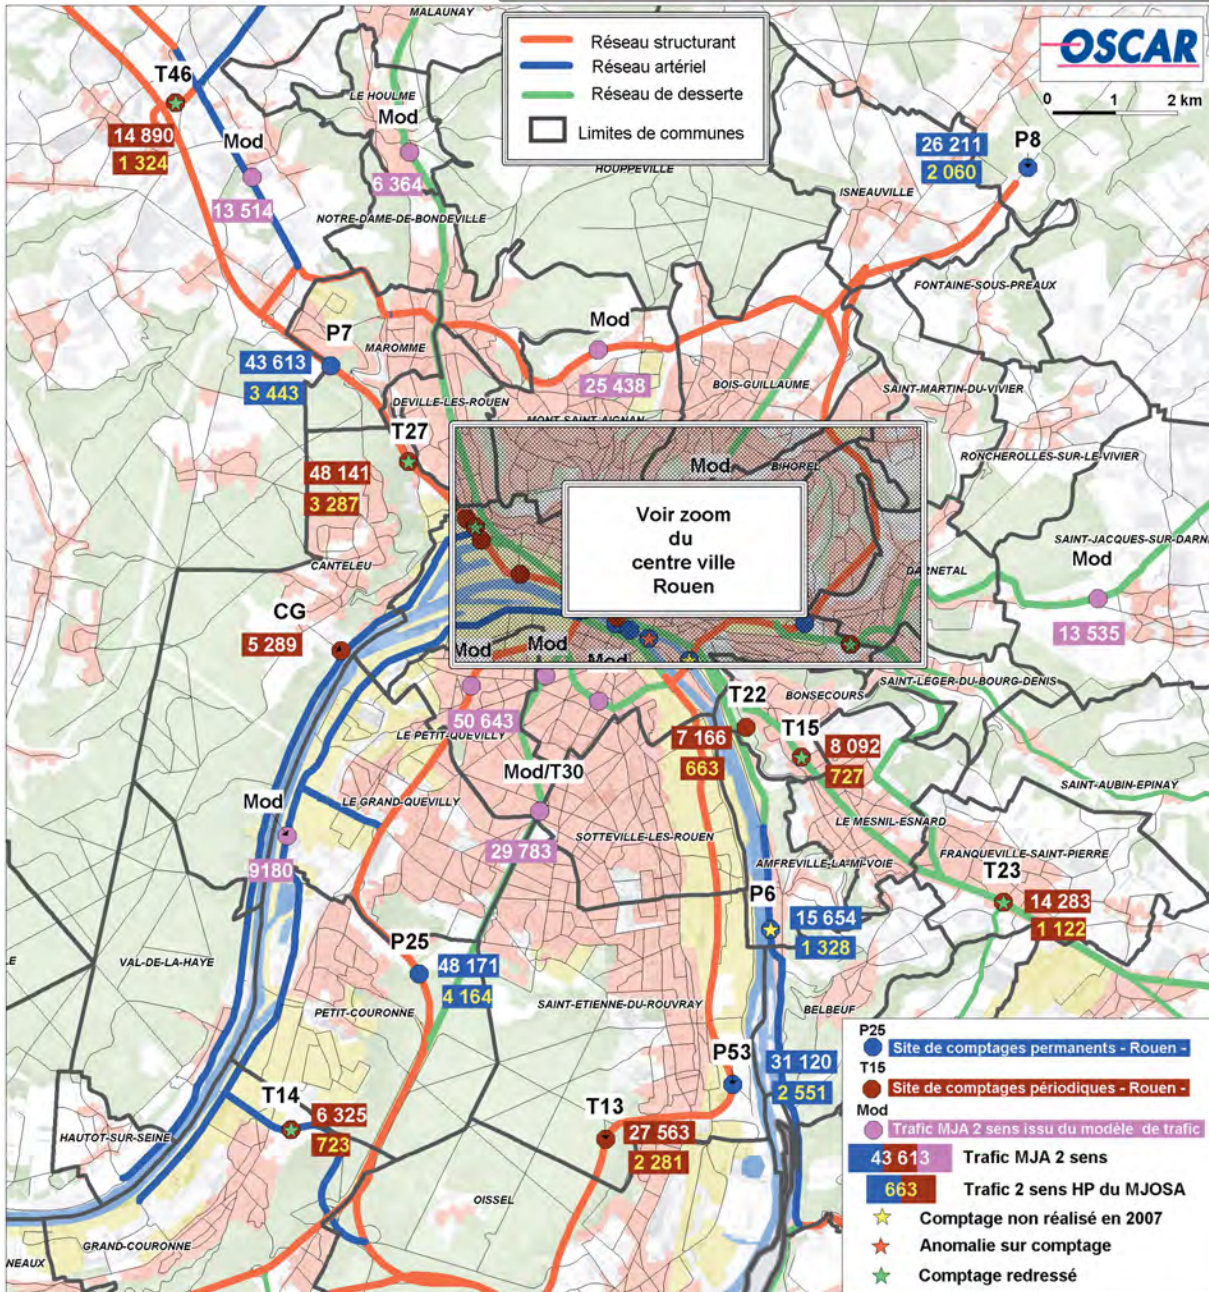 MALAUNAY
Réseau structurant
Réseau artériel
Réseau de desserte
Limites de communes
OSCAR
0 1 2 km
T46
14 890
1 324
Mod
13 514
LE HOULME
Mod
6 364
NOTRE-DAME-DE-BONDEVILLE
HOUPPEVILLE
26 211
2 060
P8
ISNEAUVILLE
FONTAINE-SOUS-PREAUX
P7
43 613
3 443
MAROMME
Mod
25 438
BOIS-GUILLAUME
SAINT-MARTIN-DU-VIVIER
DEVILLE-LES-ROUEN
MONT-SAINT-AIGNAN
T27
48 141
3 287
RONCHEROLLES-SUR-LE-VIVIER
Mod
BIHOREL
Voir zoom
du
centre ville
Rouen
SAINT-JACQUES-SUR-DARNE
Mod
13 535
CANTELEU
DARNETAL
CG
5 289
Mod
Mod
Mod
SAINT-LEGER-DU-BOURG-DENIS
BONSECOURS
50 643
LE PETIT-QUEVILLY
T22
7 166
663
T15
8 092
727
SAINT-AUBIN-EPINAY
Mod/T30
29 783
Mod
9180
LE GRAND-QUEVILLY
SOTTEVILLE-LES-ROUEN
LE MESNIL-ESNARD
AMFREVILLE-LA-MI-VOIE
FRANQUEVILLE-SAINT-PIERRE
T23
14 283
1 122
P6
15 654
1 328
P25
48 171
4 164
LE
VAL-DE-LA-HAYE
PETIT-COURONNE
SAINT-ETIENNE-DU-ROUVRAY
BELBEUF
P53
31 120
2 551
T14
6 325
723
T13
27 563
2 281
HAUTOT-SUR-SEINE
OISSEL
GRAND-COURONNE
NEAUX
P25
Site de comptages permanents - Rouen -
T15
Site de comptages périodiques - Rouen -
Mod
Trafic MJA 2 sens issu du modèle de trafic
43 613 Trafic MJA 2 sens
663 Trafic 2 sens HP du MJOSA
Comptage non réalisé en 2007
Anomalie sur comptage
Comptage redressé